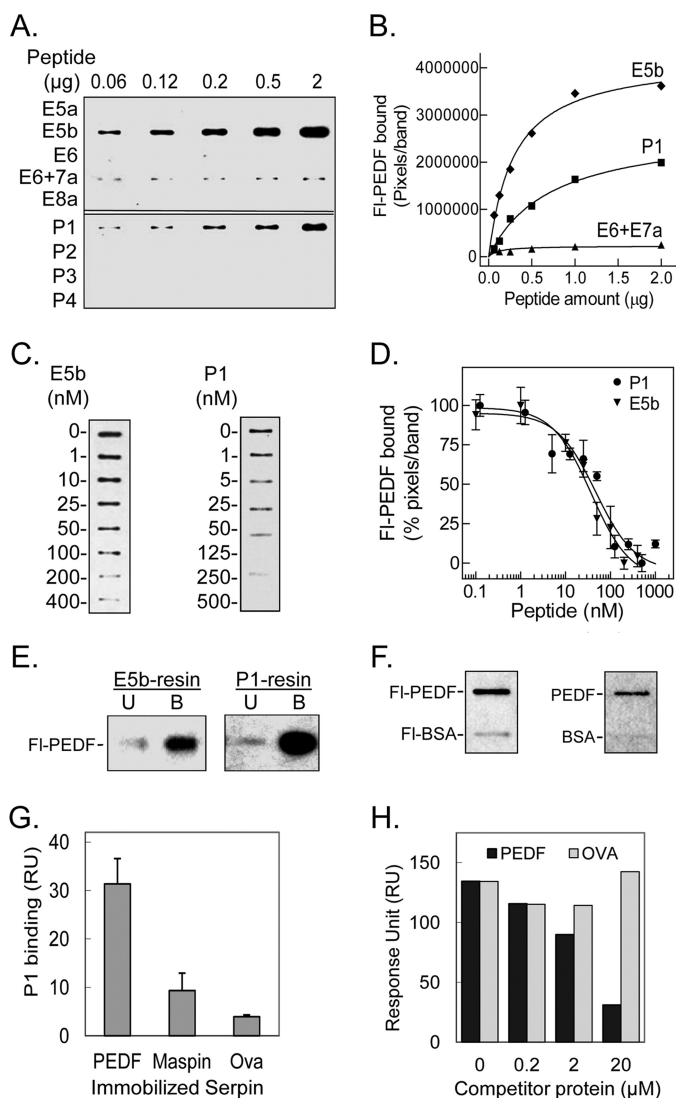 A.
Peptide
(µg) 0.06 0.12 0.2 0.5 2
E5a
E5b
E6
E6+7a
E8a
P1
P2
P3
P4
B.
Fl-PEDF bound
(Pixels/band)
4000000
3000000
2000000
1000000
0
E5b
P1
E6+E7a
0.0 0.5 1.0 1.5 2.0
Peptide amount (µg)
C.
E5b
(nM)
0-
1-
10-
25-
50-
100-
200-
400-
P1
(nM)
0-
1-
5-
25-
50-
125-
250-
500-
D.
Fl-PEDF bound
(% pixels/band)
100
75
50
25
0
P1
E5b
0.1 1 10 100 1000
Peptide (nM)
E.
E5b-resin P1-resin
U B U B
Fl-PEDF-
F.
Fl-PEDF-
Fl-BSA-
PEDF-
BSA-
G.
P1 binding (RU)
40
30
20
10
0
PEDF Maspin Ova
Immobilized Serpin
H.
Response Unit (RU)
150
100
50
0
PEDF OVA
0 0.2 2 20
Competitor protein (µM)